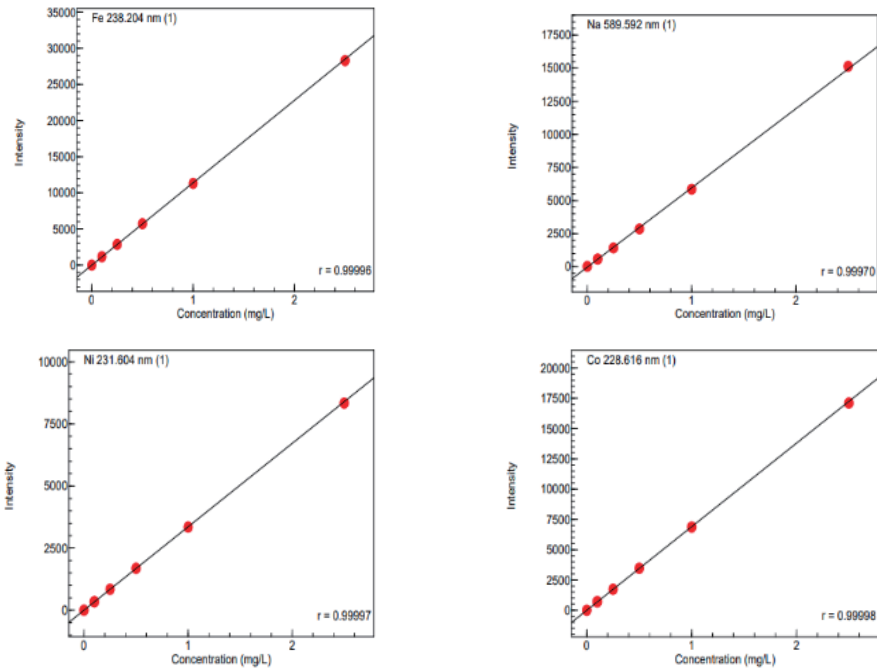 Fe 238.204 nm (1)
35000
30000
25000
20000
15000
10000
5000
0
Intensity
r = 0.99996
0 1 2
Concentration (mg/L)
Na 589.592 nm (1)
17500
15000
12500
10000
7500
5000
2500
0
Intensity
r = 0.99970
0 1 2
Concentration (mg/L)
Ni 231.604 nm (1)
10000
7500
5000
2500
0
Intensity
r = 0.99997
0 1 2
Concentration (mg/L)
Co 228.616 nm (1)
20000
17500
15000
12500
10000
7500
5000
2500
0
Intensity
r = 0.99998
0 1 2
Concentration (mg/L)